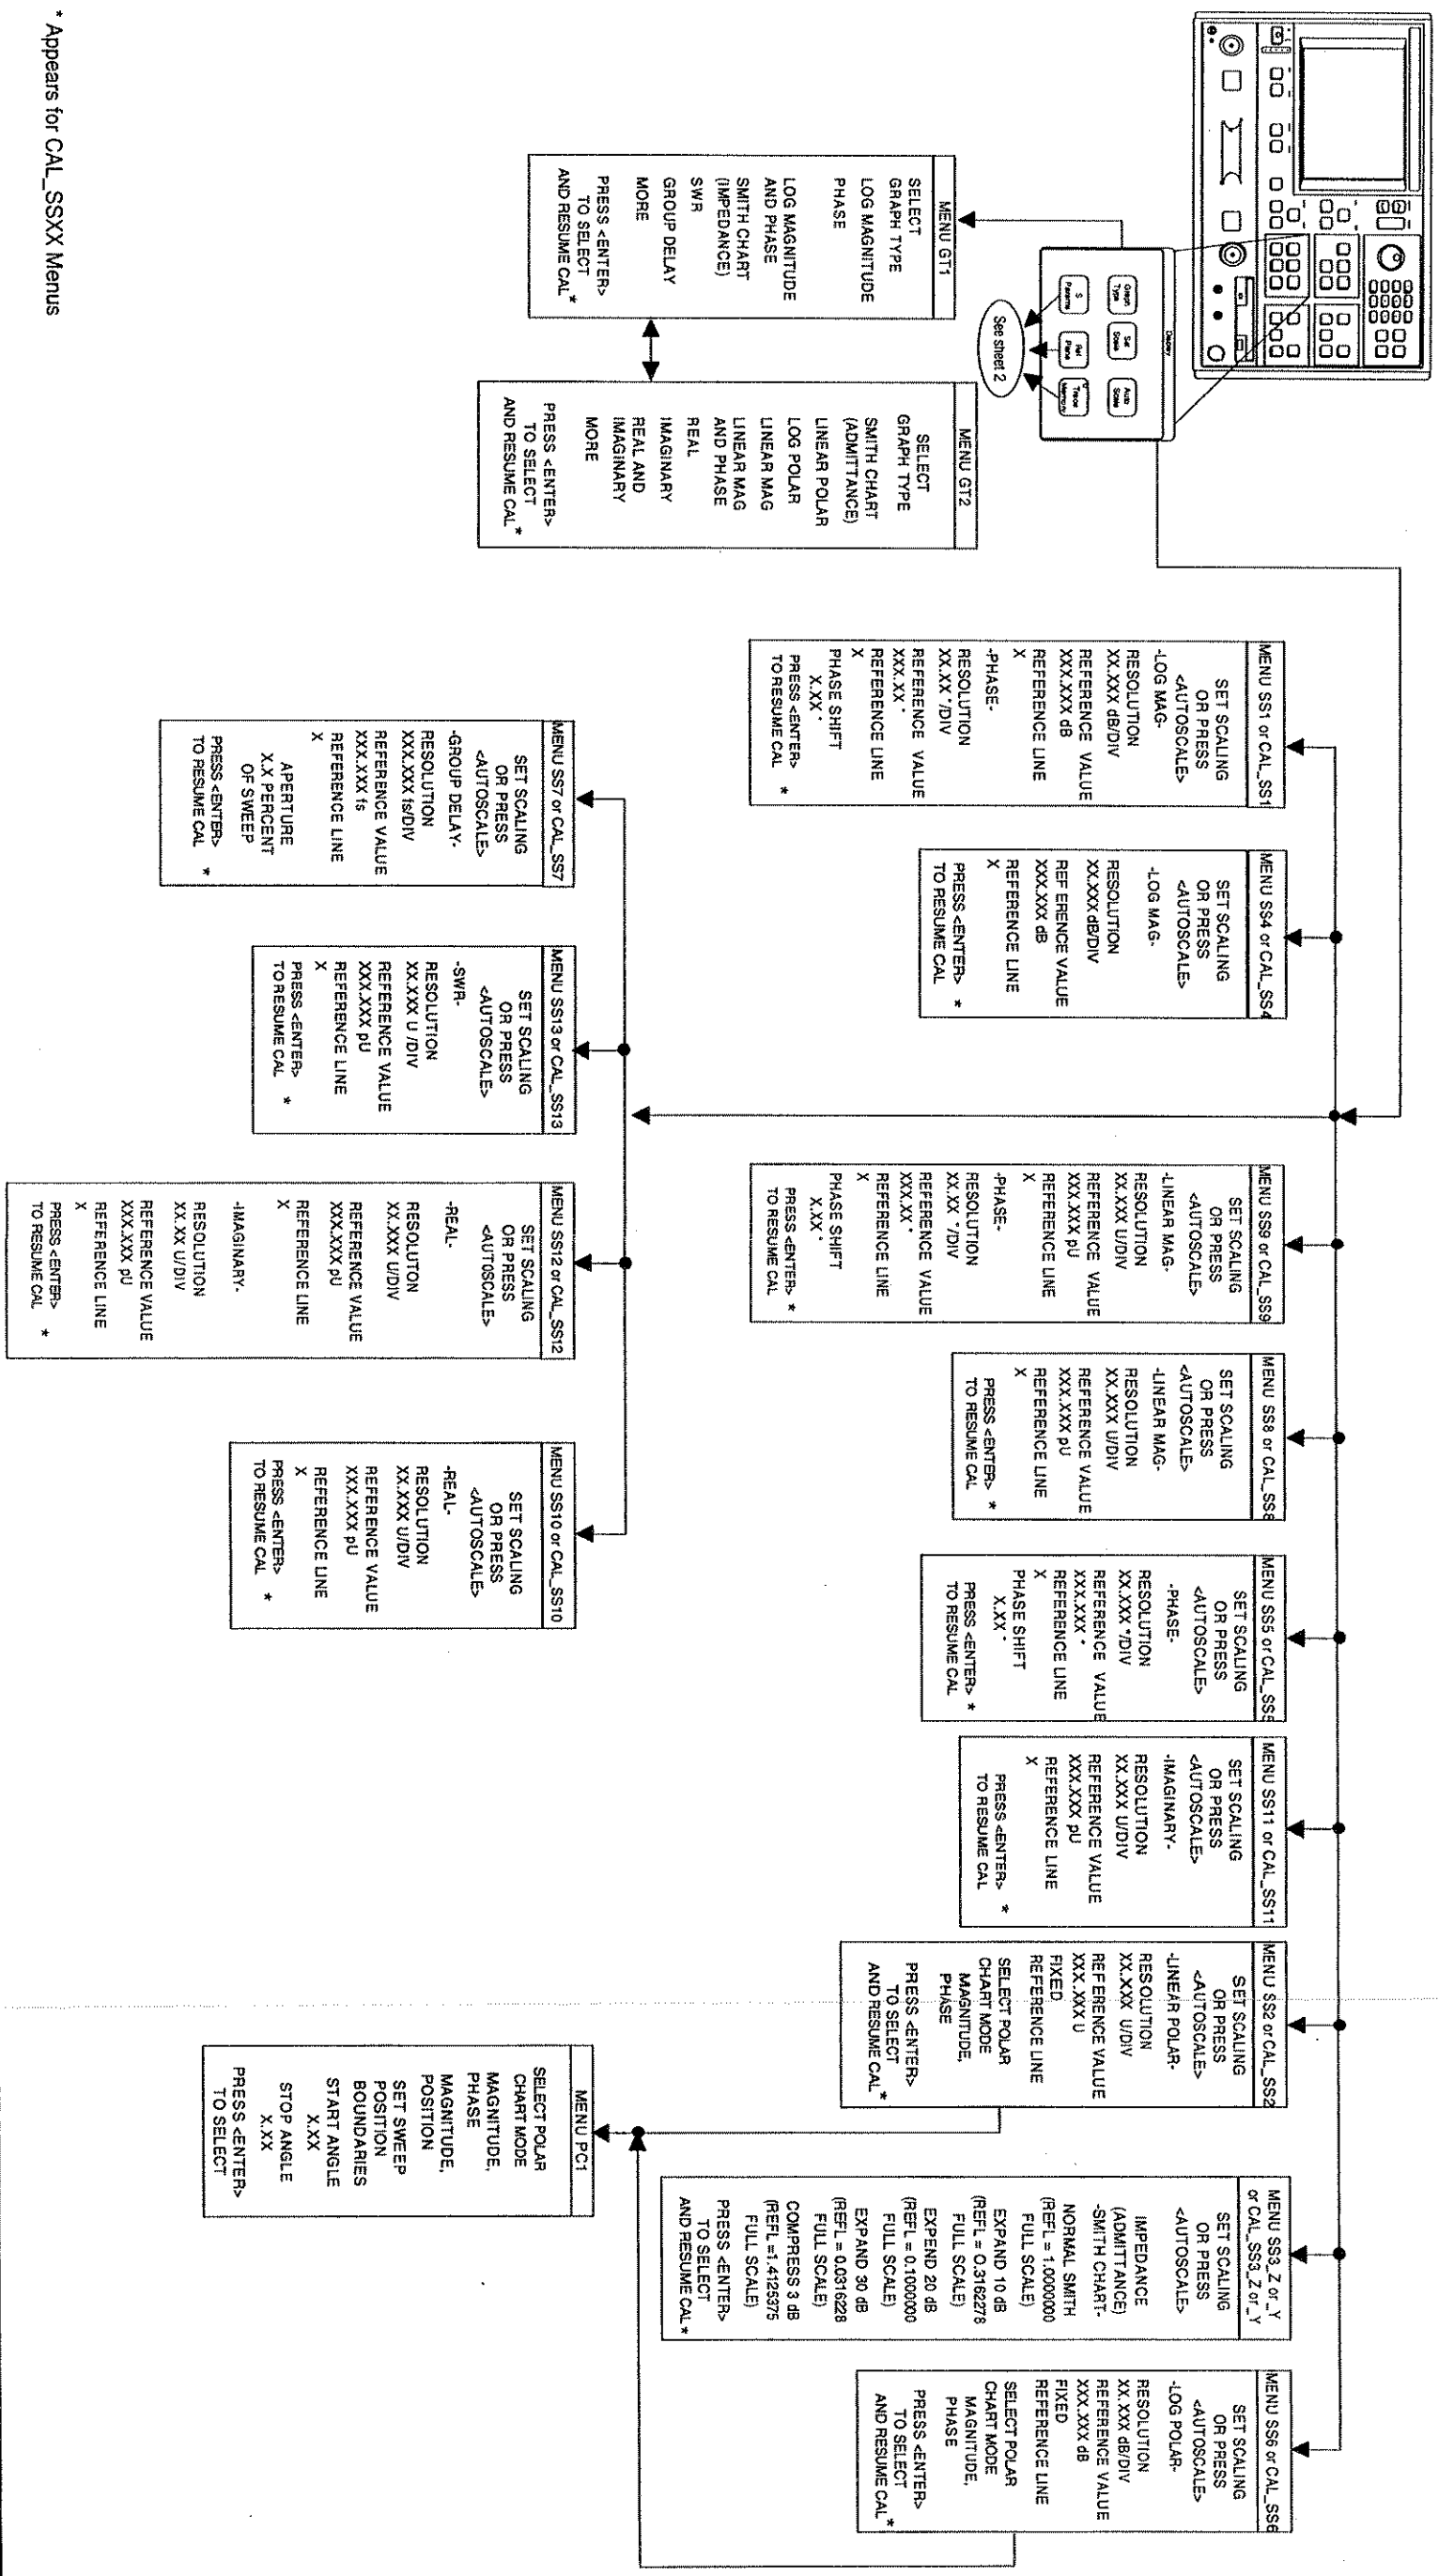 Display
Graph
Type
Set
Scale
Auto
Scale
S
Params
Ref
Plane
Trace
Memory
See sheet 2
MENU GT1
SELECT
GRAPH TYPE
LOG MAGNITUDE
PHASE
LOG MAGNITUDE
AND PHASE
SMITH CHART
(IMPEDANCE)
SWR
GROUP DELAY
MORE
PRESS <ENTER>
TO SELECT
AND RESUME CAL *
MENU GT2
SELECT
GRAPH TYPE
SMITH CHART
(ADMITTANCE)
LINEAR POLAR
LOG POLAR
LINEAR MAG
LINEAR MAG
AND PHASE
REAL
IMAGINARY
REAL AND
IMAGINARY
MORE
PRESS <ENTER>
TO SELECT
AND RESUME CAL *
MENU SS1 or CAL_SS1
SET SCALING
OR PRESS
<AUTOSCALE>
-LOG MAG-
RESOLUTION
XX.XXX dB/DIV
REFERENCE VALUE
XXX.XXX dB
REFERENCE LINE
X
-PHASE-
RESOLUTION
XX.XX °/DIV
REFERENCE VALUE
XXX.XX °
REFERENCE LINE
X
PHASE SHIFT
X.XX °
PRESS <ENTER>
TO RESUME CAL *
MENU SS4 or CAL_SS4
SET SCALING
OR PRESS
<AUTOSCALE>
-LOG MAG-
RESOLUTION
XX.XXX dB/DIV
REF ERENCE VALUE
XXX.XXX dB
REFERENCE LINE
X
PRESS <ENTER>
TO RESUME CAL *
MENU SS9 or CAL_SS9
SET SCALING
OR PRESS
<AUTOSCALE>
-LINEAR MAG-
RESOLUTION
XX.XXX U/DIV
REFERENCE VALUE
XXX.XXX pU
REFERENCE LINE
X
-PHASE-
RESOLUTION
XX.XX °/DIV
REFERENCE VALUE
XXX.XX °
REFERENCE LINE
X
PHASE SHIFT
X.XX °
PRESS <ENTER> *
TO RESUME CAL
MENU SS8 or CAL_SS8
SET SCALING
OR PRESS
<AUTOSCALE>
-LINEAR MAG-
RESOLUTION
XX.XXX U/DIV
REFERENCE VALUE
XXX.XXX pU
REFERENCE LINE
X
PRESS <ENTER> *
TO RESUME CAL
MENU SS5 or CAL_SS5
SET SCALING
OR PRESS
<AUTOSCALE>
-PHASE-
RESOLUTION
XX.XXX °/DIV
REFERENCE VALUE
XXX.XXX °
REFERENCE LINE
X
PHASE SHIFT
X.XX °
PRESS <ENTER> *
TO RESUME CAL
MENU SS11 or CAL_SS11
SET SCALING
OR PRESS
<AUTOSCALE>
-IMAGINARY-
RESOLUTION
XX.XXX U/DIV
REFERENCE VALUE
XXX.XXX pU
REFERENCE LINE
X
PRESS <ENTER> *
TO RESUME CAL
MENU SS2 or CAL_SS2
SET SCALING
OR PRESS
<AUTOSCALE>
-LINEAR POLAR-
RESOLUTION
XX.XXX U/DIV
REFERENCE VALUE
XXX.XXX U
FIXED
REFERENCE LINE
SELECT POLAR
CHART MODE
MAGNITUDE,
PHASE
PRESS <ENTER>
TO SELECT
AND RESUME CAL *
MENU SS3_Z or _Y
or CAL_SS3_Z or _Y
SET SCALING
OR PRESS
<AUTOSCALE>
IMPEDANCE
(ADMITTANCE)
-SMITH CHART-
NORMAL SMITH
(REFL = 1.0000000
FULL SCALE)
EXPAND 10 dB
(REFL = 0.3162278
FULL SCALE)
EXPEND 20 dB
(REFL = 0.1000000
FULL SCALE)
EXPAND 30 dB
(REFL = 0.0316228
FULL SCALE)
COMPRESS 3 dB
(REFL =1.4125375
FULL SCALE)
PRESS <ENTER>
TO SELECT
AND RESUME CAL *
MENU SS6 or CAL_SS6
SET SCALING
OR PRESS
<AUTOSCALE>
-LOG POLAR-
RESOLUTION
XX.XXX dB/DIV
REFERENCE VALUE
XXX.XXX dB
FIXED
REFERENCE LINE
SELECT POLAR
CHART MODE
MAGNITUDE,
PHASE
PRESS <ENTER>
TO SELECT
AND RESUME CAL *
MENU SS7 or CAL_SS7
SET SCALING
OR PRESS
<AUTOSCALE>
-GROUP DELAY-
RESOLUTION
XXX.XXX fs/DIV
REFERENCE VALUE
XXX.XXX fs
REFERENCE LINE
X
APERTURE
X.X PERCENT
OF SWEEP
PRESS <ENTER>
TO RESUME CAL *
MENU SS13 or CAL_SS13
SET SCALING
OR PRESS
<AUTOSCALE>
-SWR-
RESOLUTION
XX.XXX U /DIV
REFERENCE VALUE
XXX.XXX pU
REFERENCE LINE
X
PRESS <ENTER>
TO RESUME CAL *
MENU SS12 or CAL_SS12
SET SCALING
OR PRESS
<AUTOSCALE>
-REAL-
RESOLUTON
XX.XXX U/DIV
REFERENCE VALUE
XXX.XXX pU
REFERENCE LINE
X
-IMAGINARY-
RESOLUTION
XX.XX U/DIV
REFERENCE VALUE
XXX.XXX pU
REFERENCE LINE
X
PRESS <ENTER>
TO RESUME CAL *
MENU SS10 or CAL_SS10
SET SCALING
OR PRESS
<AUTOSCALE>
-REAL-
RESOLUTION
XX.XXX U/DIV
REFERENCE VALUE
XXX.XXX pU
REFERENCE LINE
X
PRESS <ENTER>
TO RESUME CAL *
MENU PC1
SELECT POLAR
CHART MODE
MAGNITUDE,
PHASE
MAGNITUDE,
POSITION
SET SWEEP
POSITION
BOUNDARIES
START ANGLE
X.XX
STOP ANGLE
X.XX
PRESS <ENTER>
TO SELECT
* Appears for CAL_SSXX Menus